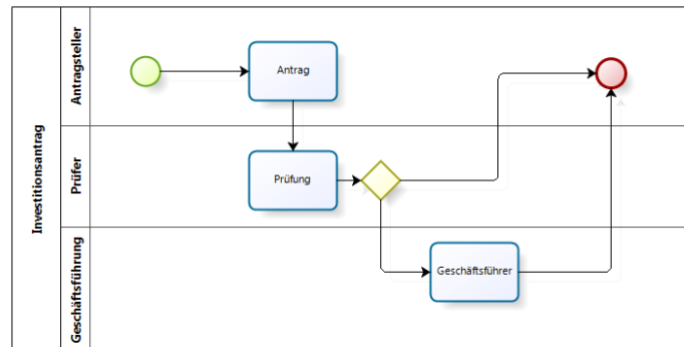 Investitionsantrag
Antragsteller
Antrag
Prüfer
Prüfung
Geschäftsführung
Geschäftsführer